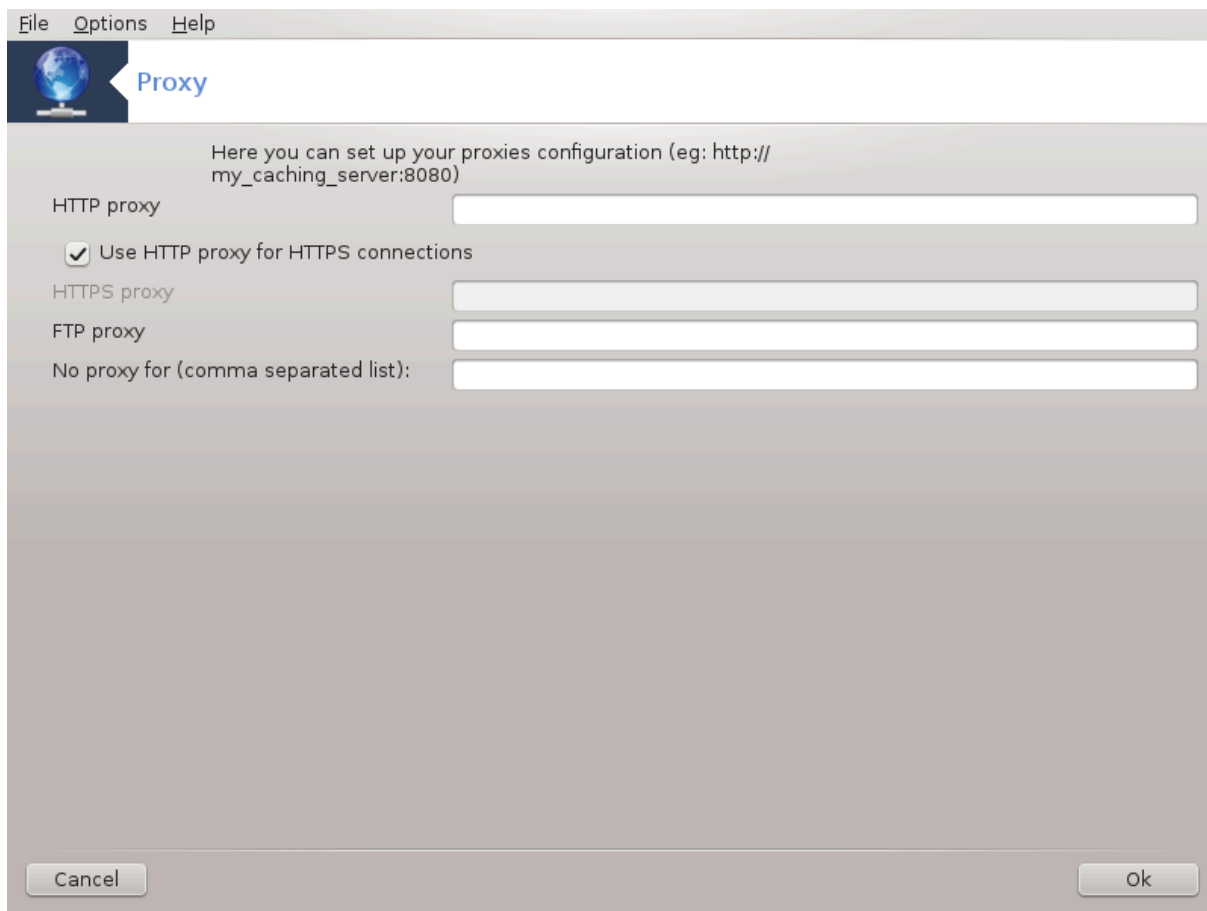 File Options Help
Proxy
Here you can set up your proxies configuration (eg: http://
my_caching_server:8080)
HTTP proxy
Use HTTP proxy for HTTPS connections
HTTPS proxy
FTP proxy
No proxy for (comma separated list):
Cancel Ok